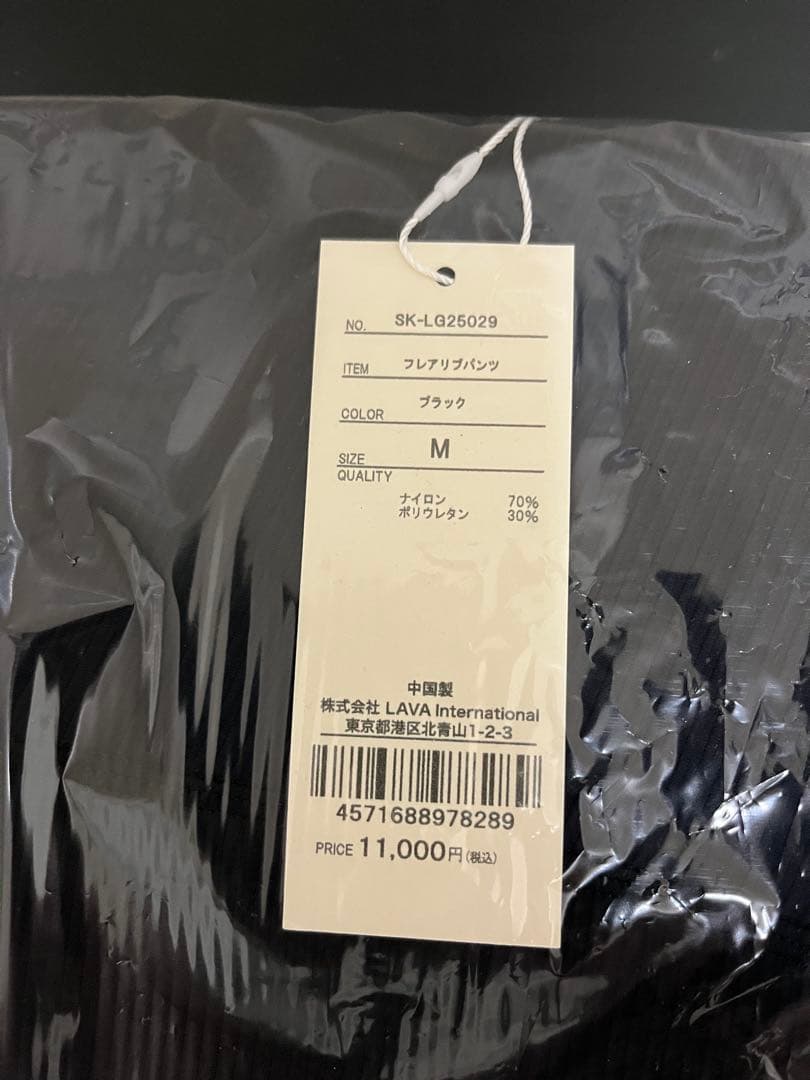 NO. SK-LG25029
ITEM フレアリブパンツ
COLOR ブラック
SIZE M
QUALITY
ナイロン 70%
ポリウレタン 30%
中国製
株式会社 LAVA International
東京都港区北青山1-2-3
4571688978289
PRICE 11,000円(税込)